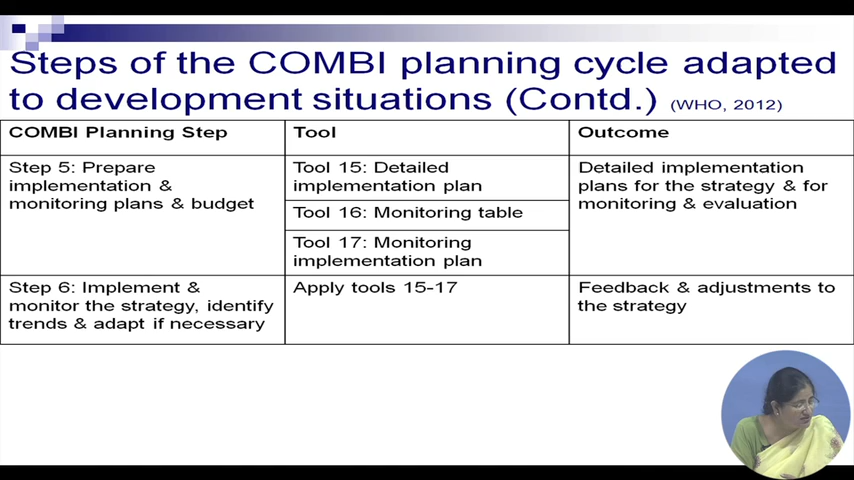 Steps of the COMBI planning cycle adapted
to development situations (Contd.) (WHO, 2012)
COMBI Planning Step
Tool
Outcome
Step 5: Prepare
implementation &
monitoring plans & budget
Tool 15: Detailed
implementation plan
Tool 16: Monitoring table
Tool 17: Monitoring
implementation plan
Detailed implementation
plans for the strategy & for
monitoring & evaluation
Step 6: Implement &
monitor the strategy, identify
trends & adapt if necessary
Apply tools 15-17
Feedback & adjustments to
the strategy